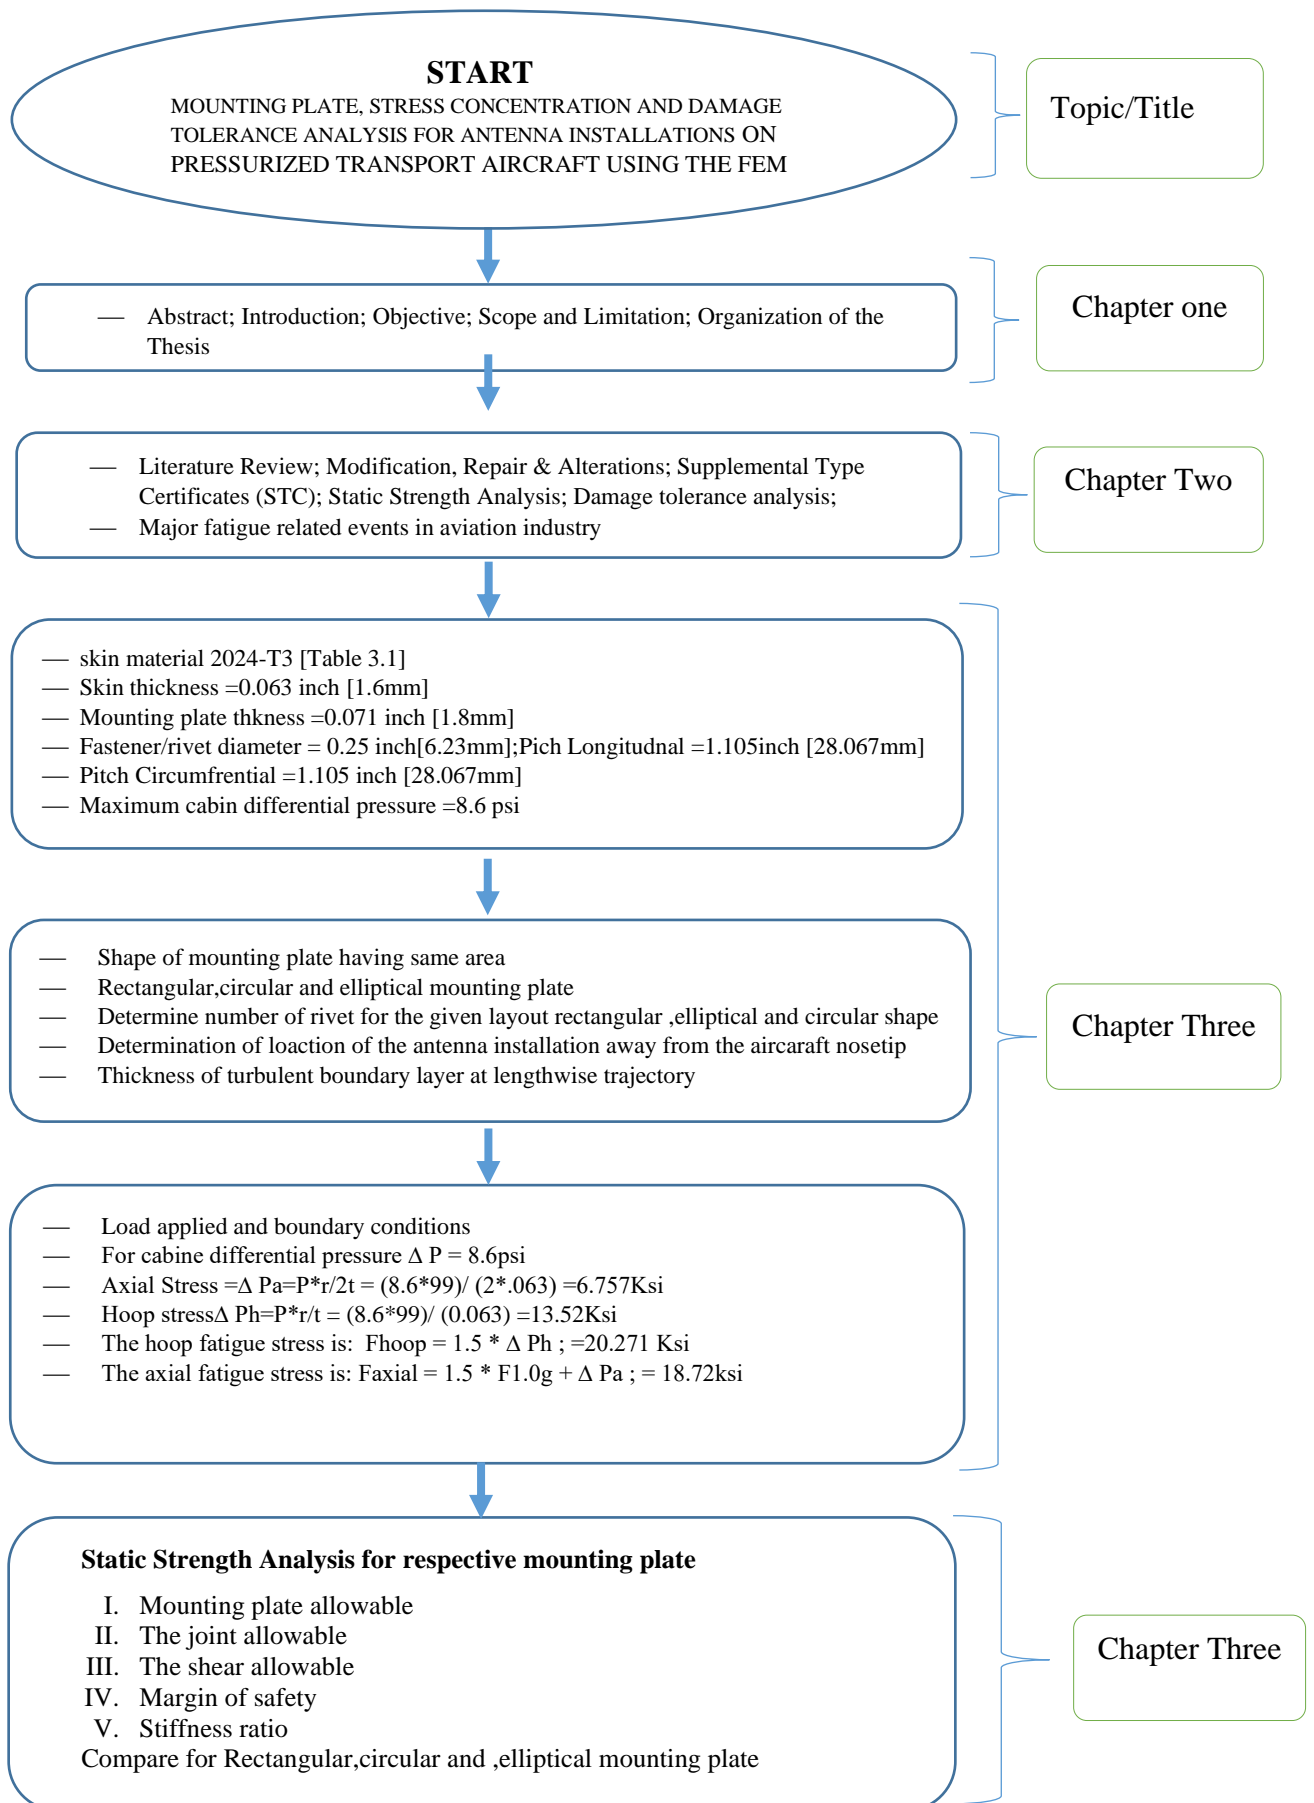 START
MOUNTING PLATE, STRESS CONCENTRATION AND DAMAGE
TOLERANCE ANALYSIS FOR ANTENNA INSTALLATIONS ON
PRESSURIZED TRANSPORT AIRCRAFT USING THE FEM
Topic/Title
— Abstract; Introduction; Objective; Scope and Limitation; Organization of the
Thesis
Chapter one
— Literature Review; Modification, Repair & Alterations; Supplemental Type
Certificates (STC); Static Strength Analysis; Damage tolerance analysis;
— Major fatigue related events in aviation industry
Chapter Two
— skin material 2024-T3 [Table 3.1]
— Skin thickness =0.063 inch [1.6mm]
— Mounting plate thkness =0.071 inch [1.8mm]
— Fastener/rivet diameter = 0.25 inch[6.23mm];Pich Longitudnal =1.105inch [28.067mm]
— Pitch Circumfrential =1.105 inch [28.067mm]
— Maximum cabin differential pressure =8.6 psi
— Shape of mounting plate having same area
— Rectangular,circular and elliptical mounting plate
— Determine number of rivet for the given layout rectangular ,elliptical and circular shape
— Determination of loaction of the antenna installation away from the aircaraft nosetip
— Thickness of turbulent boundary layer at lengthwise trajectory
Chapter Three
— Load applied and boundary conditions
— For cabine differential pressure Δ P = 8.6psi
— Axial Stress =Δ Pa=P*r/2t = (8.6*99)/ (2*.063) =6.757Ksi
— Hoop stressΔ Ph=P*r/t = (8.6*99)/ (0.063) =13.52Ksi
— The hoop fatigue stress is: Fhoop = 1.5 * Δ Ph ; =20.271 Ksi
— The axial fatigue stress is: Faxial = 1.5 * F1.0g + Δ Pa ; = 18.72ksi
Static Strength Analysis for respective mounting plate
I. Mounting plate allowable
II. The joint allowable
III. The shear allowable
IV. Margin of safety
V. Stiffness ratio
Compare for Rectangular,circular and ,elliptical mounting plate
Chapter Three